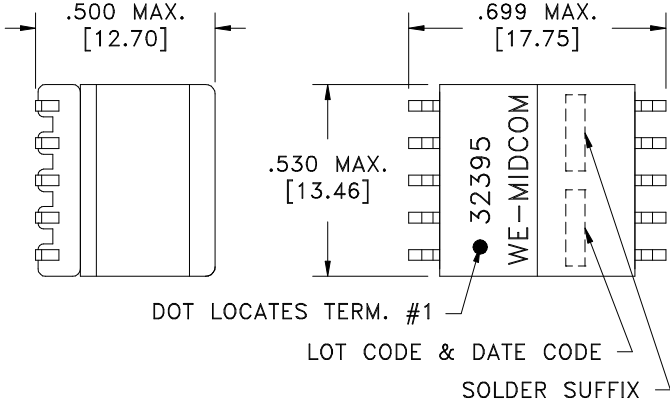 .500 MAX.
[12.70]
.699 MAX.
[17.75]
.530 MAX.
[13.46]
32395
WE-MIDCOM
DOT LOCATES TERM. #1
LOT CODE & DATE CODE
SOLDER SUFFIX